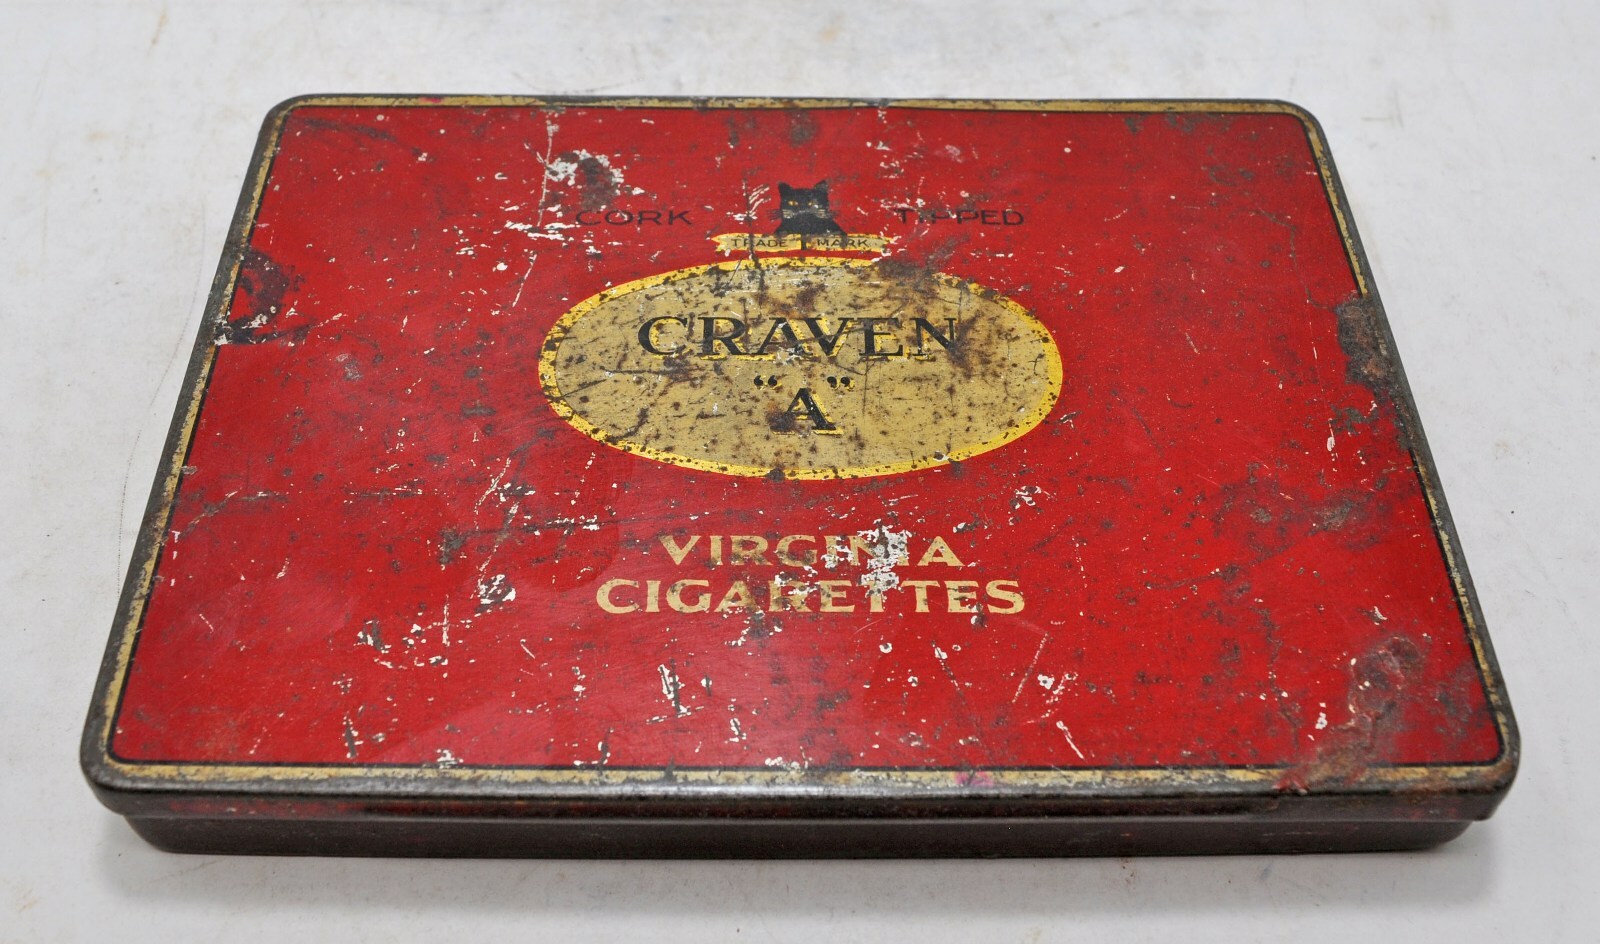 CORK TIPPED
TRADE MARK
CRAVEN
"A"
VIRGINIA
CIGARETTES